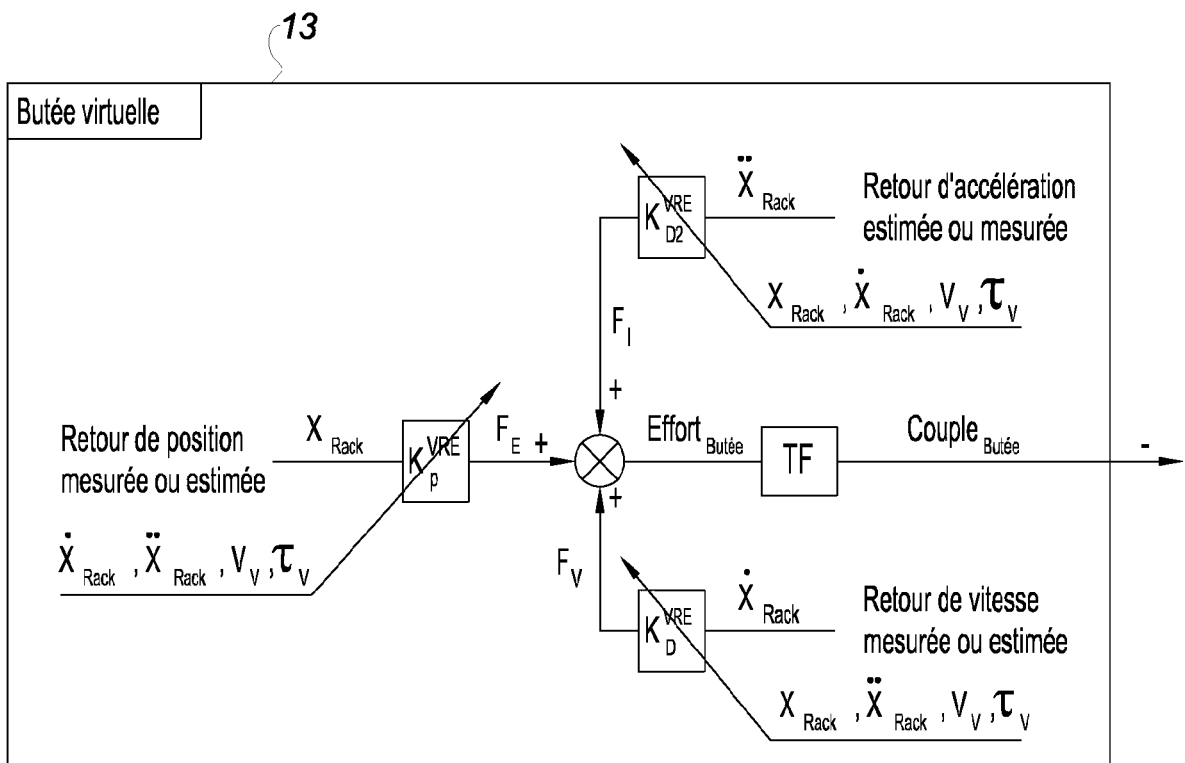 13
Butée virtuelle
K VRE D2
Ẍ Rack
Retour d'accélération
estimée ou mesurée
X Rack , Ẋ Rack , V V , τ V
F I
+
Retour de position
mesurée ou estimée
X Rack
K VRE p
F E
+
Effort Butée
TF
Couple Butée
-
Ẋ Rack , Ẍ Rack , V V , τ V
+
F V
K VRE D
Ẋ Rack
Retour de vitesse
mesurée ou estimée
X Rack , Ẍ Rack , V V , τ V